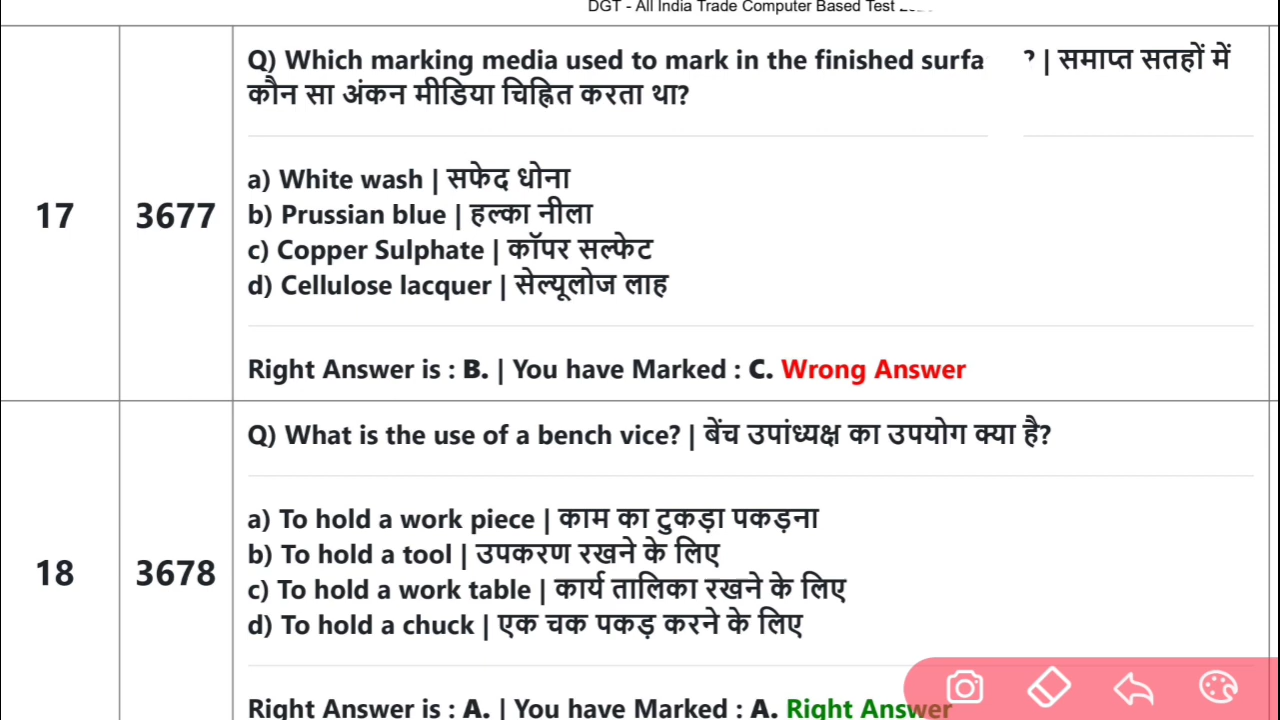 DGT - All India Trade Computer Based Test
Q) Which marking media used to mark in the finished surfa ? | समाप्त सतहों में
कौन सा अंकन मीडिया चिह्नित करता था?
a) White wash | सफेद धोना
17 3677 b) Prussian blue | हल्का नीला
c) Copper Sulphate | कॉपर सल्फेट
d) Cellulose lacquer | सेल्यूलोज लाह
Right Answer is : B. | You have Marked : C. Wrong Answer
Q) What is the use of a bench vice? | बेंच उपांध्यक्ष का उपयोग क्या है?
a) To hold a work piece | काम का टुकड़ा पकड़ना
b) To hold a tool | उपकरण रखने के लिए
18 3678 c) To hold a work table | कार्य तालिका रखने के लिए
d) To hold a chuck | एक चक पकड़ करने के लिए
Right Answer is : A. | You have Marked : A. Right Answer